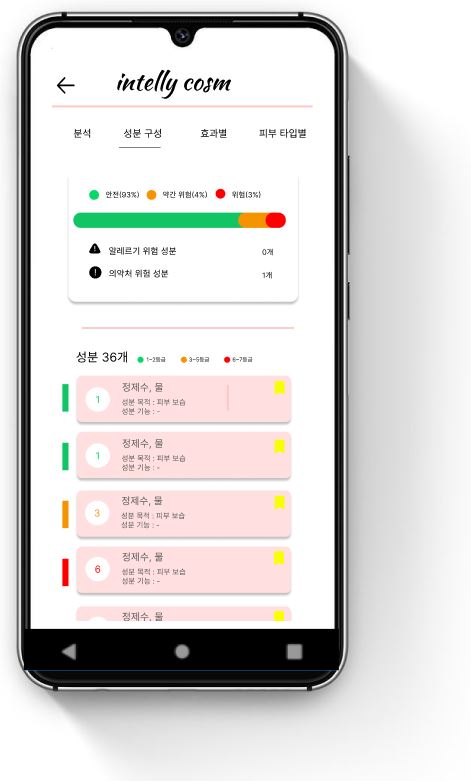 intelly cosm
분석 성분 구성 효과별 피부 타입별
안전(93%) 약간 위험(4%) 위험(3%)
알레르기 위험 성분 0개
의약처 위험 성분 1개
성분 36개 1~2등급 3~5등급 6~7등급
정제수, 물
1
성분 목적 : 피부 보습
성분 기능 : -
정제수, 물
1
성분 목적 : 피부 보습
성분 기능 : -
정제수, 물
3
성분 목적 : 피부 보습
성분 기능 : -
정제수, 물
6
성분 목적 : 피부 보습
성분 기능 : -
정제수, 물